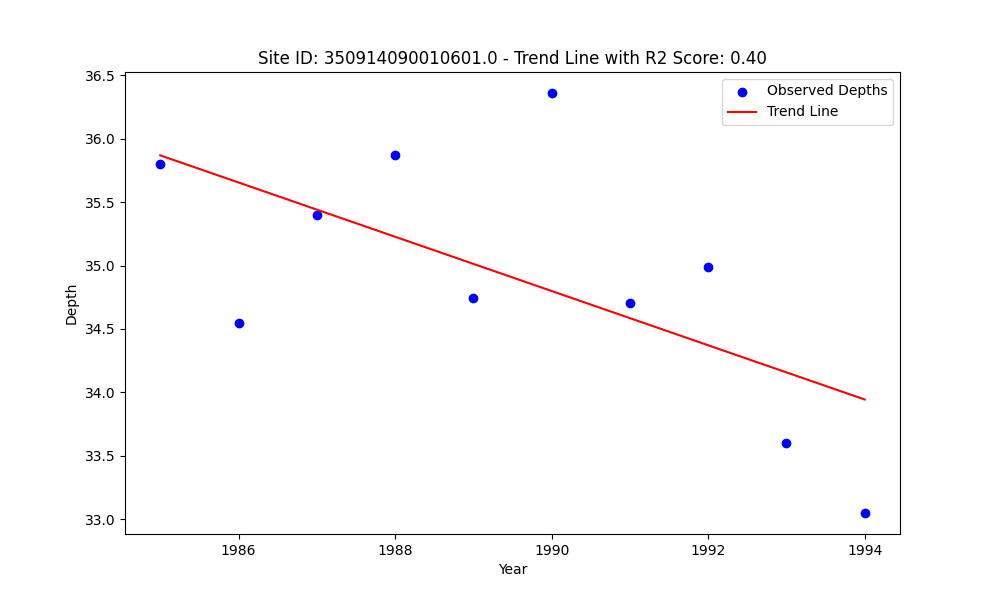 Site ID: 350914090010601.0 - Trend Line with R2 Score: 0.40
Observed Depths
Trend Line
36.5
36.0
35.5
35.0
34.5
34.0
33.5
33.0
Depth
1986
1988
1990
1992
1994
Year